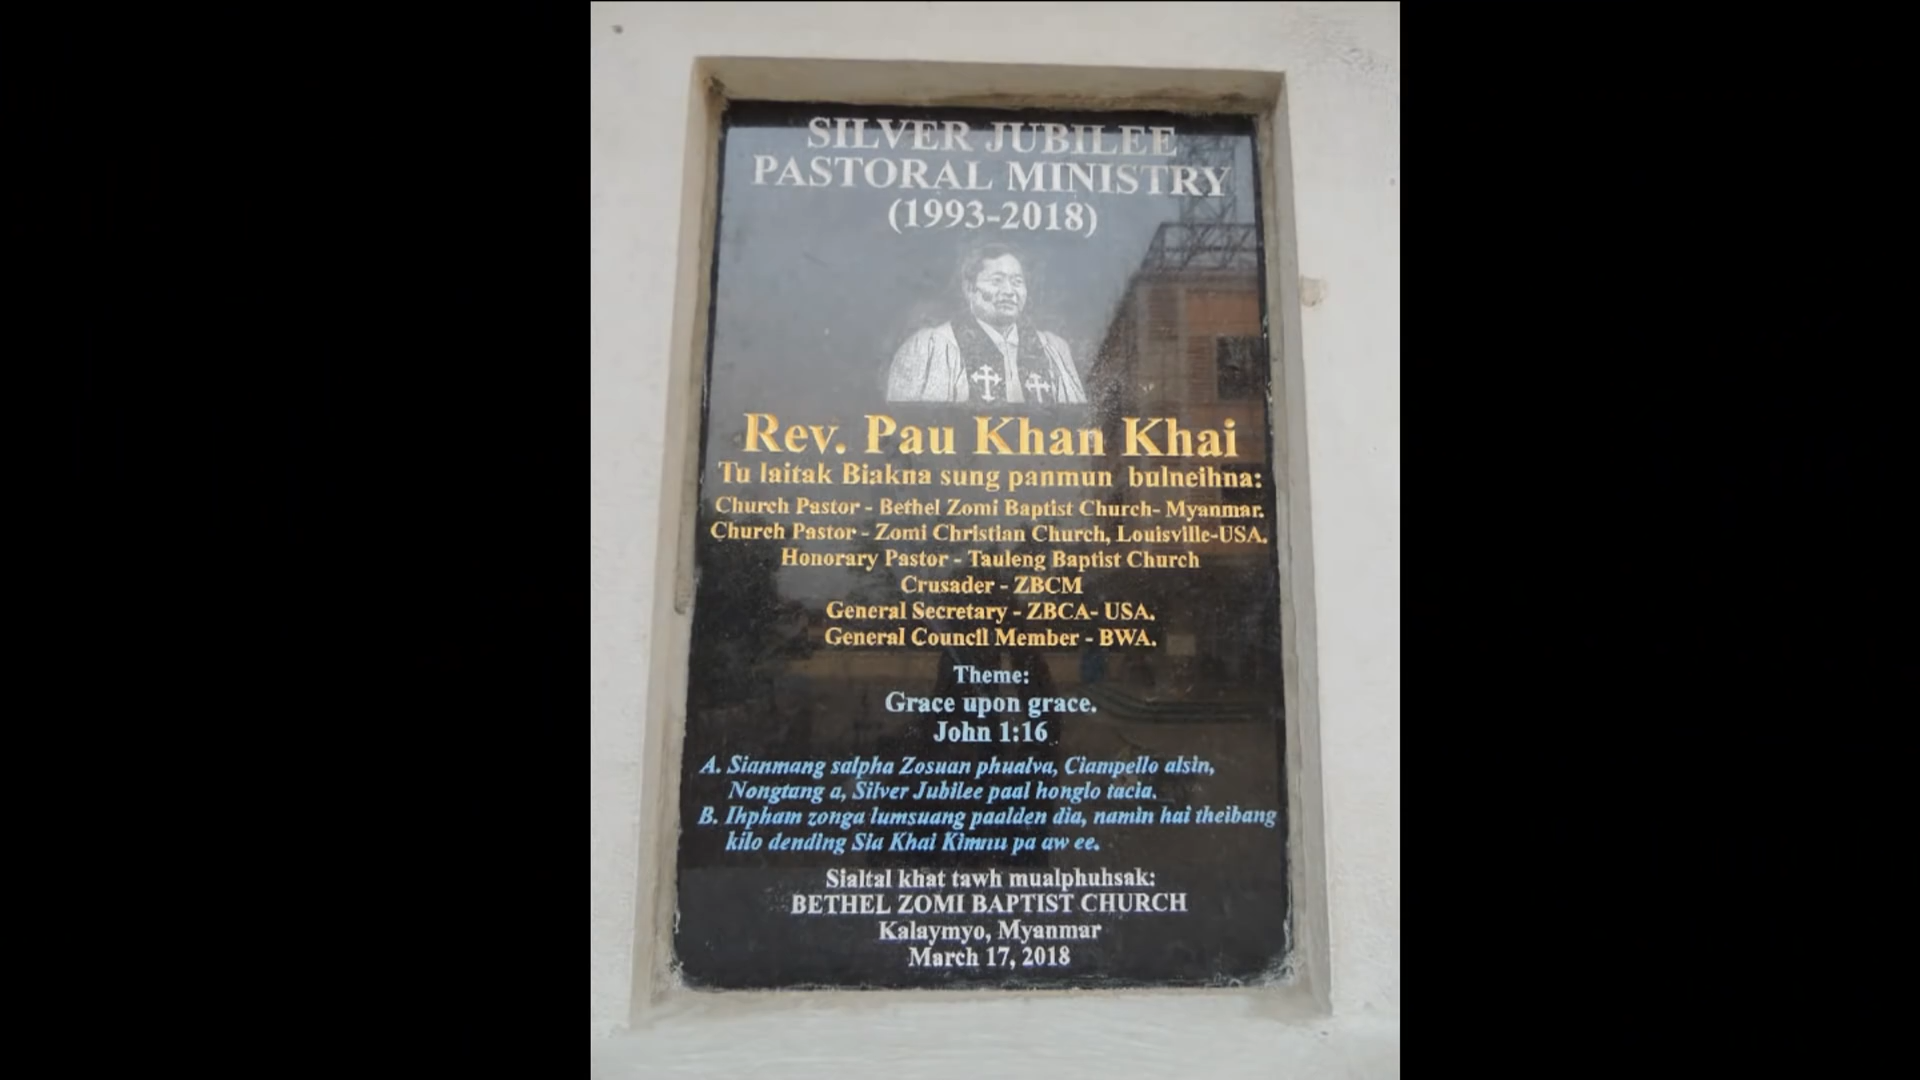 SILVER JUBILEE
PASTORAL MINISTRY
(1993-2018)
Rev. Pau Khan Khai
Tu laitak Biakna sung panmun bulneihna:
Church Pastor - Bethel Zomi Baptist Church- Myanmar.
Church Pastor - Zomi Christian Church, Louisville-USA.
Honorary Pastor - Tauleng Baptist Church
Crusader - ZBCM
General Secretary - ZBCA- USA.
General Council Member - BWA.
Theme:
Grace upon grace.
John 1:16
A. Sianmang salpha Zosuan phualva, Ciampello alsin,
Nongtang a, Silver Jubilee paal honglo tacia.
B. Ihpham zonga lumsuang paalden dia, namin hai theibang
kilo dending Sia Khai Kimnu pa aw ee.
Sialtal khat tawh mualphuhsak:
BETHEL ZOMI BAPTIST CHURCH
Kalaymyo, Myanmar
March 17, 2018